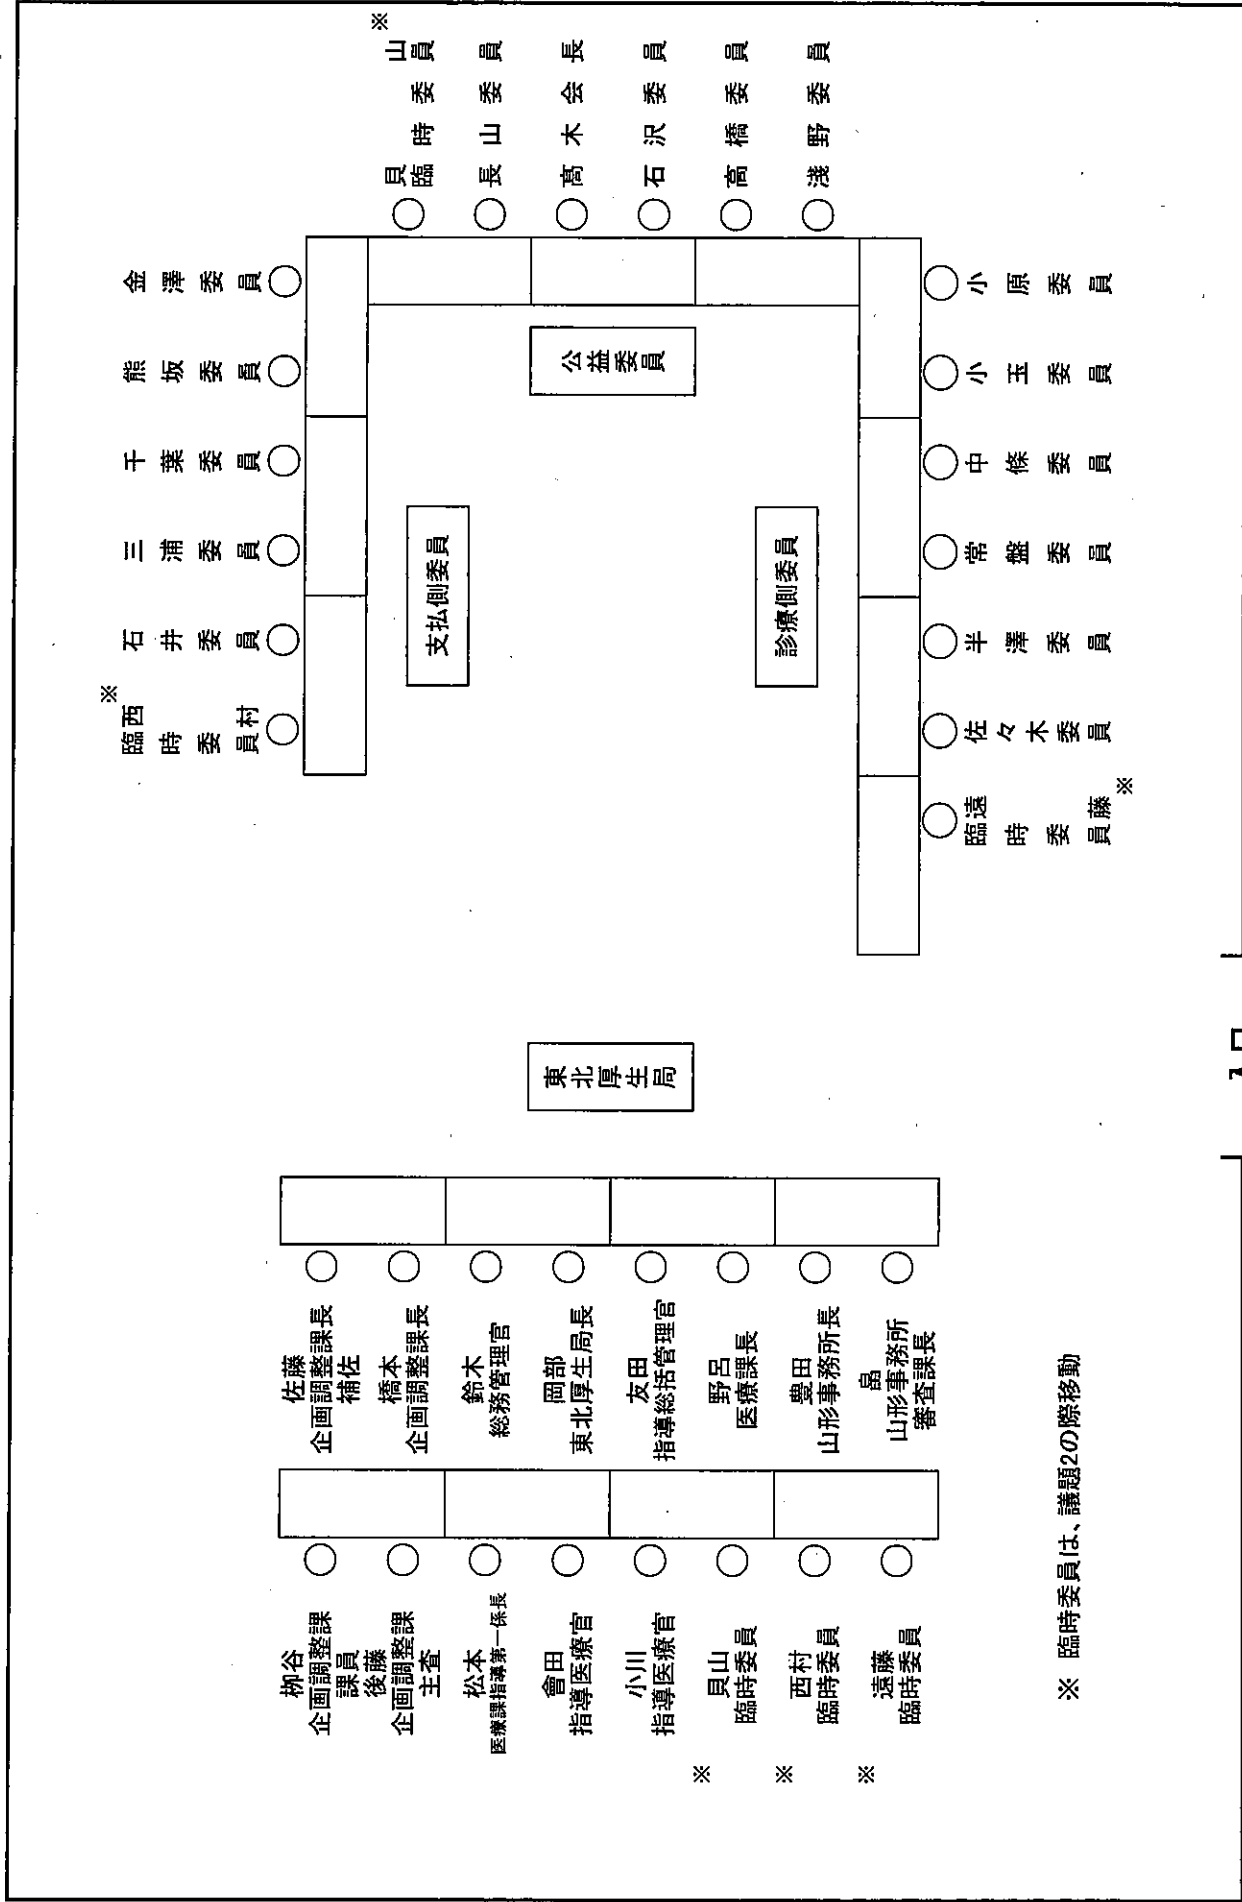 ※
貝山
臨時委員
長山委員
髙木会長
石沢委員
高橋委員
淺野委員
金澤委員
熊坂委員
千葉委員
三浦委員
石井委員
※
西村
臨時委員
公益委員
支払側委員
診療側委員
小原委員
小玉委員
中條委員
常盤委員
半澤委員
佐々木委員
遠藤
臨時委員
※
東北厚生局
佐藤
企画調整課長
補佐
橋本
企画調整課長
鈴木
総務管理官
岡部
東北厚生局長
友田
指導総括管理官
野呂
医療課長
豊田
山形事務所長
畠
山形事務所
審査課長
栁谷
企画調整課
課員
後藤
企画調整課
主査
松本
医療課指導第一係長
會田
指導医療官
小川
指導医療官
※
貝山
臨時委員
※
西村
臨時委員
※
遠藤
臨時委員
※ 臨時委員は、議題2の際移動